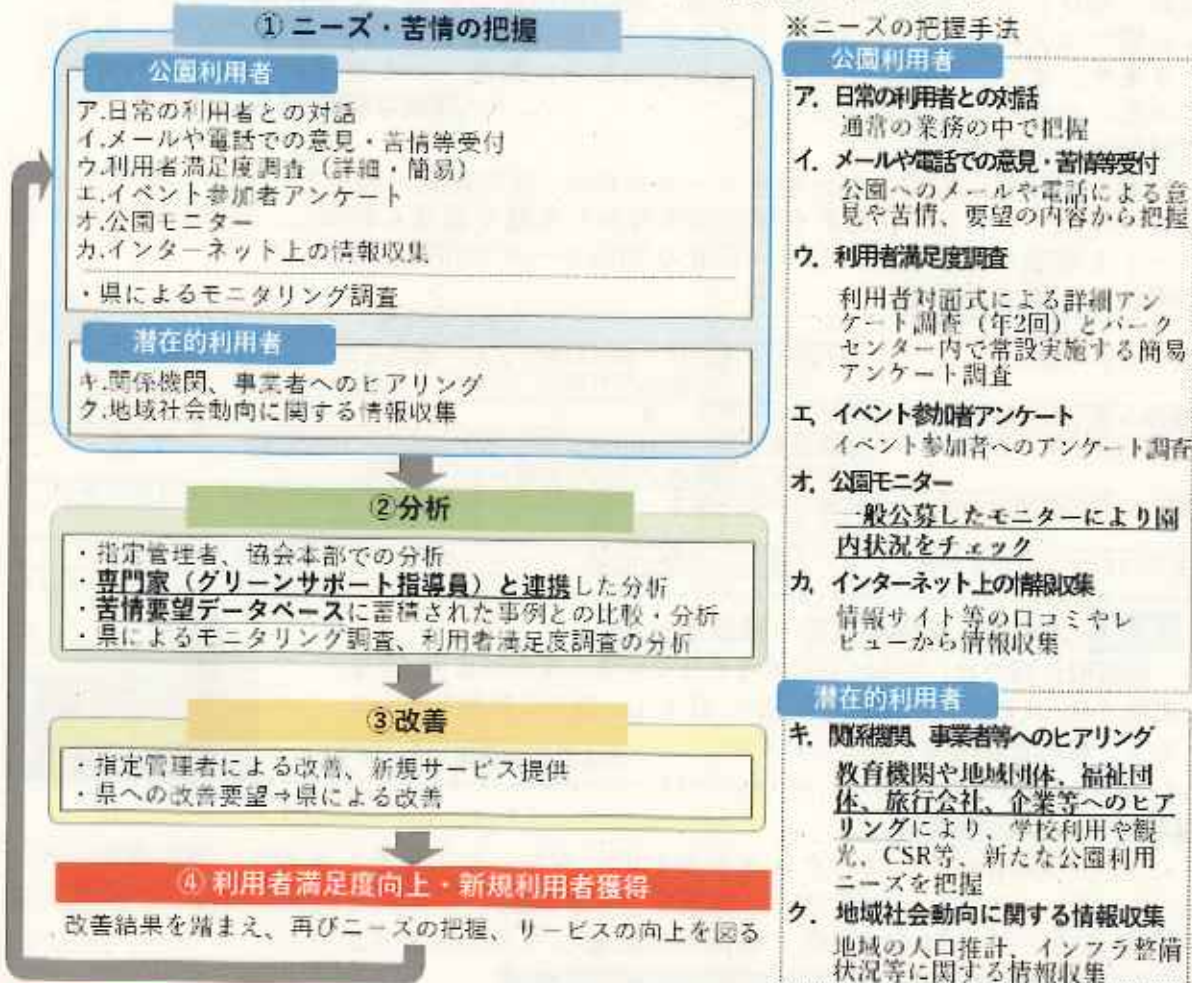 ① ニーズ・苦情の把握
公園利用者
ア.日常の利用者との対話
イ.メールや電話での意見・苦情等受付
ウ.利用者満足度調査（詳細・簡易）
エ.イベント参加者アンケート
オ.公園モニター
カ.インターネット上の情報収集
・県によるモニタリング調査
潜在的利用者
キ.関係機関、事業者へのヒアリング
ク.地域社会動向に関する情報収集
②分析
・指定管理者、協会本部での分析
・専門家（グリーンサポート指導員）と連携した分析
・苦情要望データベースに蓄積された事例との比較・分析
・県によるモニタリング調査、利用者満足度調査の分析
③改善
・指定管理者による改善、新規サービス提供
・県への改善要望⇒県による改善
④ 利用者満足度向上・新規利用者獲得
改善結果を踏まえ、再びニーズの把握、サービスの向上を図る
※ニーズの把握手法
公園利用者
ア. 日常の利用者との対話
通常の業務の中で把握
イ. メールや電話での意見・苦情等受付
公園へのメールや電話による意
見や苦情、要望の内容から把握
ウ. 利用者満足度調査
利用者対面式による詳細アン
ケート調査（年2回）とパーク
センター内で常設実施する簡易
アンケート調査
エ. イベント参加者アンケート
イベント参加者へのアンケート調査
オ. 公園モニター
一般公募したモニターにより園
内状況をチェック
カ. インターネット上の情報収集
情報サイト等の口コミやレ
ビューから情報収集
潜在的利用者
キ. 関係機関、事業者等へのヒアリング
教育機関や地域団体、福祉団
体、旅行会社、企業等へのヒア
リングにより、学校利用や観
光、CSR等、新たな公園利用
ニーズを把握
ク. 地域社会動向に関する情報収集
地域の人口推計、インフラ整備
状況等に関する情報収集